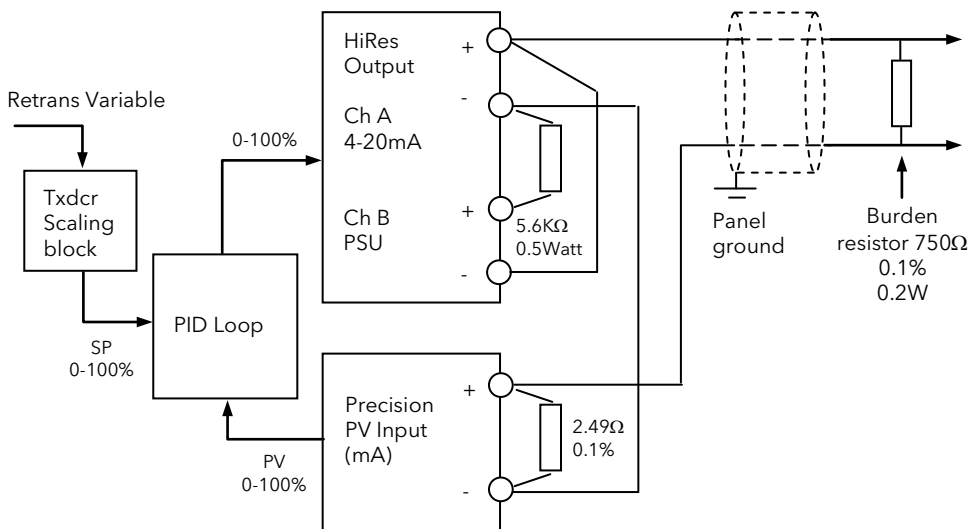 Retrans Variable
Txdcr
Scaling
block
SP
0-100%
PID Loop
PV
0-100%
0-100%
HiRes
Output
Ch A
4-20mA
Ch B
PSU
+
-
+
-
5.6KΩ
0.5Watt
Precision
PV Input
(mA)
+
-
2.49Ω
0.1%
Panel
ground
Burden
resistor 750Ω
0.1%
0.2W